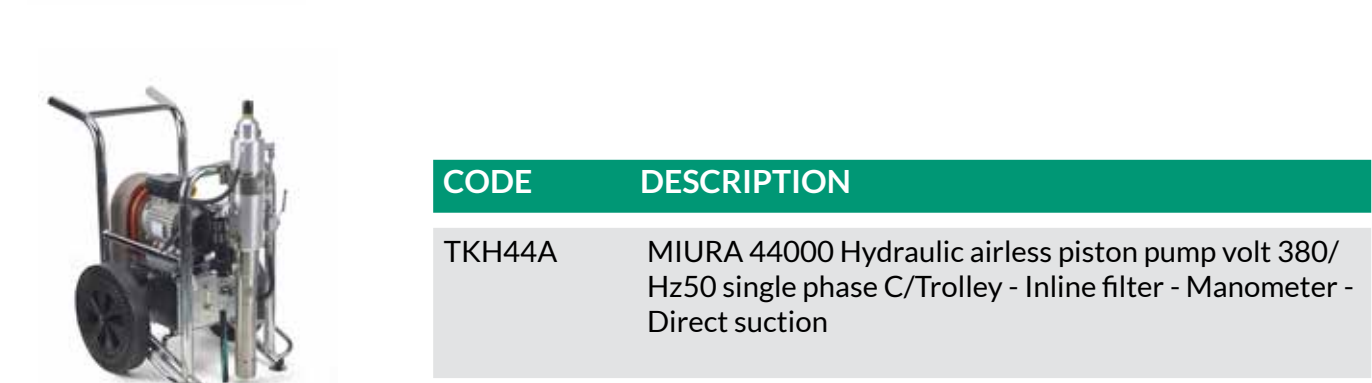 CODE DESCRIPTION
TKH44A MIURA 44000 Hydraulic airless piston pump volt 380/
Hz50 single phase C/Trolley - Inline filter - Manometer -
Direct suction